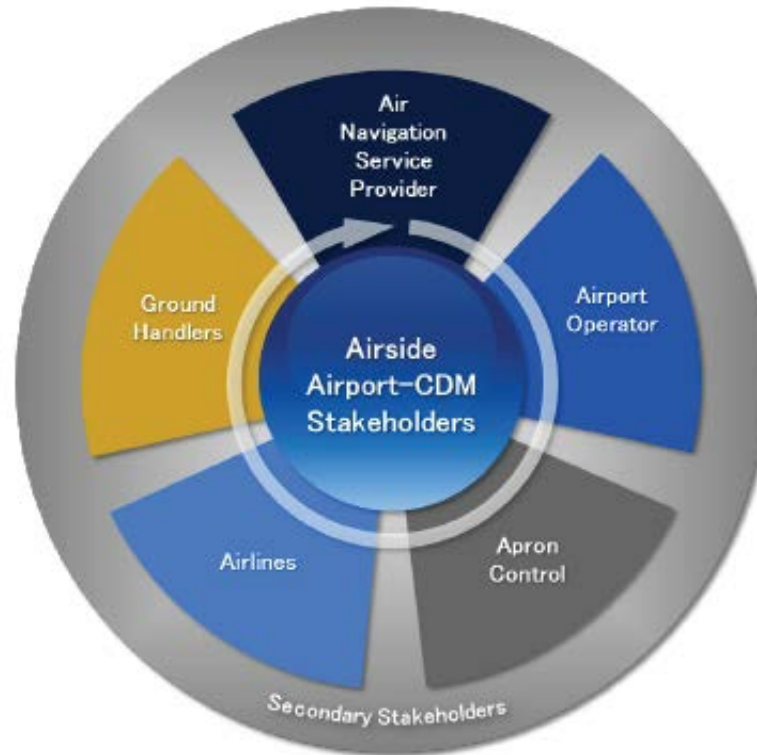 Air
Navigation
Service
Provider
Airport
Operator
Apron
Control
Airlines
Ground
Handlers
Airside
Airport-CDM
Stakeholders
Secondary Stakeholders